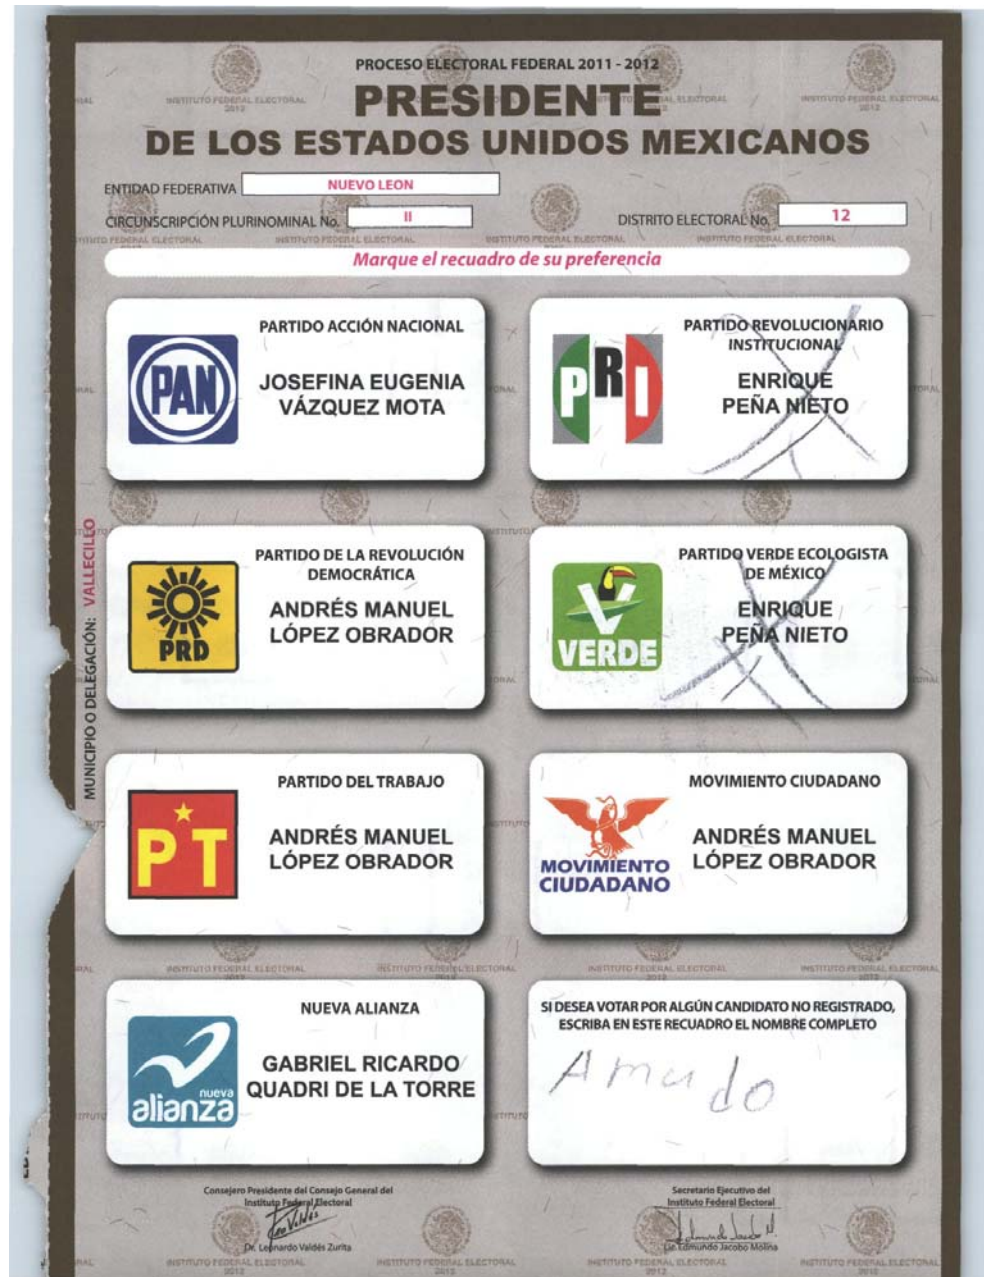 PROCESO ELECTORAL FEDERAL 2011 - 2012
PRESIDENTE
DE LOS ESTADOS UNIDOS MEXICANOS
ENTIDAD FEDERATIVA NUEVO LEON
CIRCUNSCRIPCIÓN PLURINOMINAL No. II
DISTRITO ELECTORAL No. 12
Marque el recuadro de su preferencia
MUNICIPIO O DELEGACIÓN: VALLECILLO
PARTIDO ACCIÓN NACIONAL
PAN
JOSEFINA EUGENIA
VÁZQUEZ MOTA
PARTIDO REVOLUCIONARIO
INSTITUCIONAL
PRI
ENRIQUE
PEÑA NIETO
PARTIDO DE LA REVOLUCIÓN
DEMOCRÁTICA
PRD
ANDRÉS MANUEL
LÓPEZ OBRADOR
PARTIDO VERDE ECOLOGISTA
DE MÉXICO
V
VERDE
ENRIQUE
PEÑA NIETO
PARTIDO DEL TRABAJO
PT
ANDRÉS MANUEL
LÓPEZ OBRADOR
MOVIMIENTO CIUDADANO
MOVIMIENTO
CIUDADANO
ANDRÉS MANUEL
LÓPEZ OBRADOR
NUEVA ALIANZA
nueva
alianza
GABRIEL RICARDO
QUADRI DE LA TORRE
SI DESEA VOTAR POR ALGÚN CANDIDATO NO REGISTRADO,
ESCRIBA EN ESTE RECUADRO EL NOMBRE COMPLETO
Consejero Presidente del Consejo General del
Instituto Federal Electoral
Dr. Leonardo Valdés Zurita
Secretario Ejecutivo del
Instituto Federal Electoral
Lic. Edmundo Jacobo Molina
INSTITUTO FEDERAL ELECTORAL
2012